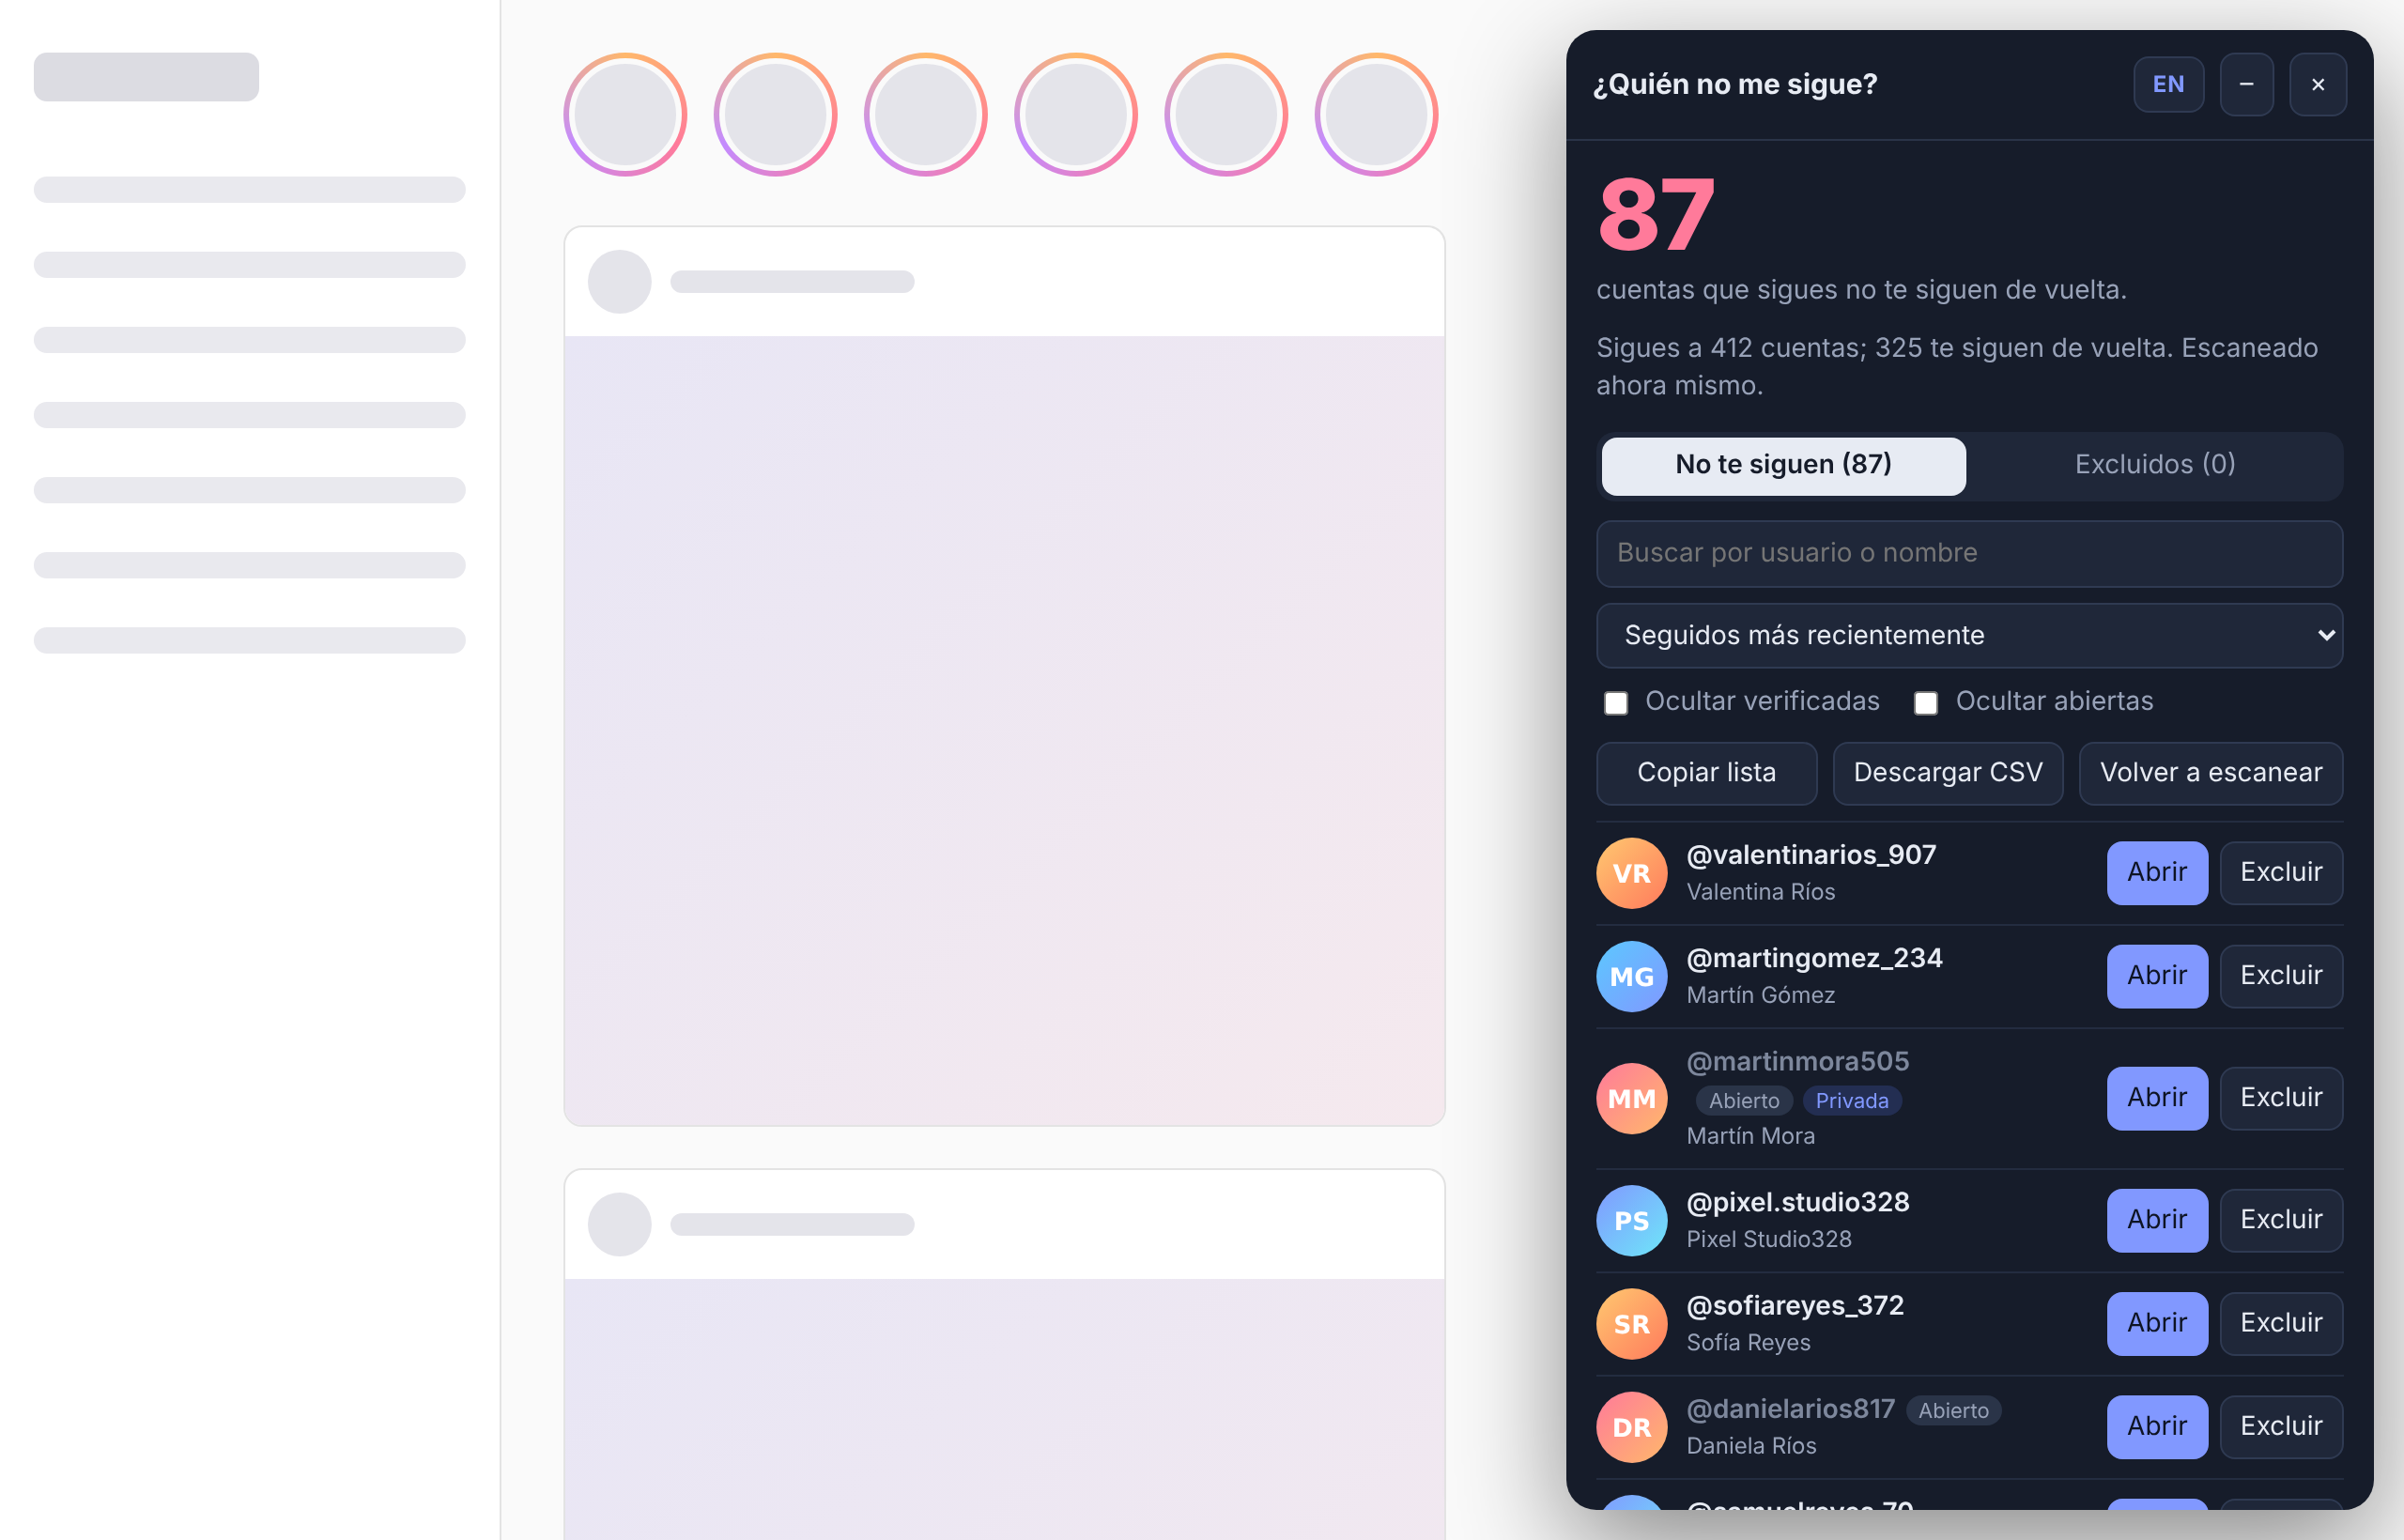 ¿Quién no me sigue?
EN
−
×
87
cuentas que sigues no te siguen de vuelta.
Sigues a 412 cuentas; 325 te siguen de vuelta. Escaneado
ahora mismo.
No te siguen (87)
Excluidos (0)
Buscar por usuario o nombre
Seguidos más recientemente
Ocultar verificadas
Ocultar abiertas
Copiar lista
Descargar CSV
Volver a escanear
VR
@valentinarios_907
Valentina Ríos
Abrir
Excluir
MG
@martingomez_234
Martín Gómez
Abrir
Excluir
MM
@martinmora505
Abierto
Privada
Martín Mora
Abrir
Excluir
PS
@pixel.studio328
Pixel Studio328
Abrir
Excluir
SR
@sofiareyes_372
Sofía Reyes
Abrir
Excluir
DR
@danielarios817
Abierto
Daniela Ríos
Abrir
Excluir